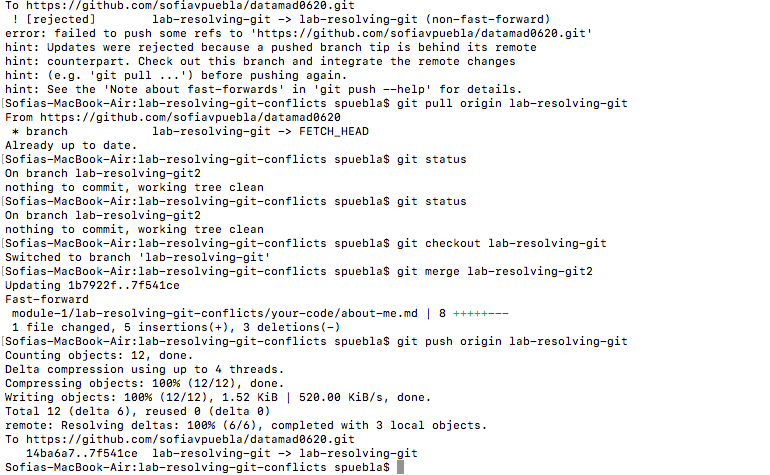 To https://github.com/sofiavpuebla/datamad0620.git
 ! [rejected]        lab-resolving-git -> lab-resolving-git (non-fast-forward)
error: failed to push some refs to 'https://github.com/sofiavpuebla/datamad0620.git'
hint: Updates were rejected because a pushed branch tip is behind its remote
hint: counterpart. Check out this branch and integrate the remote changes
hint: (e.g. 'git pull ...') before pushing again.
hint: See the 'Note about fast-forwards' in 'git push --help' for details.
[Sofias-MacBook-Air:lab-resolving-git-conflicts spuebla$ git pull origin lab-resolving-git
From https://github.com/sofiavpuebla/datamad0620
 * branch            lab-resolving-git -> FETCH_HEAD
Already up to date.
[Sofias-MacBook-Air:lab-resolving-git-conflicts spuebla$ git status
On branch lab-resolving-git2
nothing to commit, working tree clean
[Sofias-MacBook-Air:lab-resolving-git-conflicts spuebla$ git status
On branch lab-resolving-git2
nothing to commit, working tree clean
[Sofias-MacBook-Air:lab-resolving-git-conflicts spuebla$ git checkout lab-resolving-git
Switched to branch 'lab-resolving-git'
[Sofias-MacBook-Air:lab-resolving-git-conflicts spuebla$ git merge lab-resolving-git2
Updating 1b7922f..7f541ce
Fast-forward
 module-1/lab-resolving-git-conflicts/your-code/about-me.md | 8 +++++---
 1 file changed, 5 insertions(+), 3 deletions(-)
[Sofias-MacBook-Air:lab-resolving-git-conflicts spuebla$ git push origin lab-resolving-git
Counting objects: 12, done.
Delta compression using up to 4 threads.
Compressing objects: 100% (12/12), done.
Writing objects: 100% (12/12), 1.52 KiB | 520.00 KiB/s, done.
Total 12 (delta 6), reused 0 (delta 0)
remote: Resolving deltas: 100% (6/6), completed with 3 local objects.
To https://github.com/sofiavpuebla/datamad0620.git
   14ba6a7..7f541ce  lab-resolving-git -> lab-resolving-git
Sofias-MacBook-Air:lab-resolving-git-conflicts spuebla$